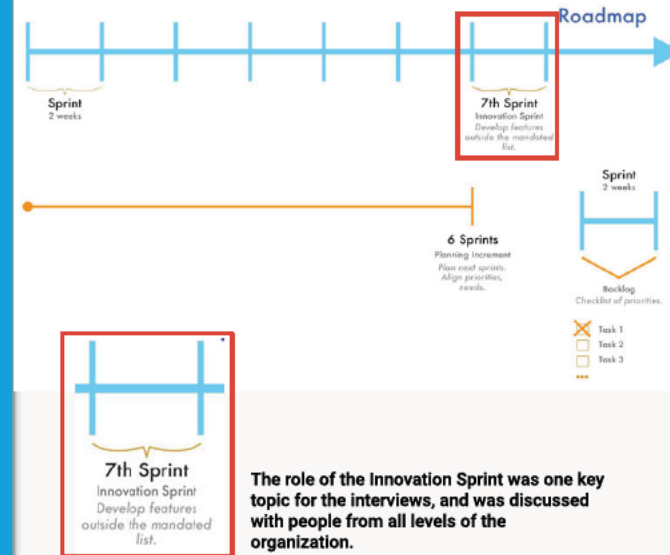 Roadmap
Sprint
2 weeks
7th Sprint
Innovation Sprint
Develop features
outside the mandated
list.
6 Sprints
Planning Increment
Plan next sprints.
Align priorities,
needs.
Sprint
2 weeks
Backlog
Checklist of priorities.
Task 1
Task 2
Task 3
7th Sprint
Innovation Sprint
Develop features
outside the mandated
list.
The role of the Innovation Sprint was one key
topic for the interviews, and was discussed
with people from all levels of the
organization.